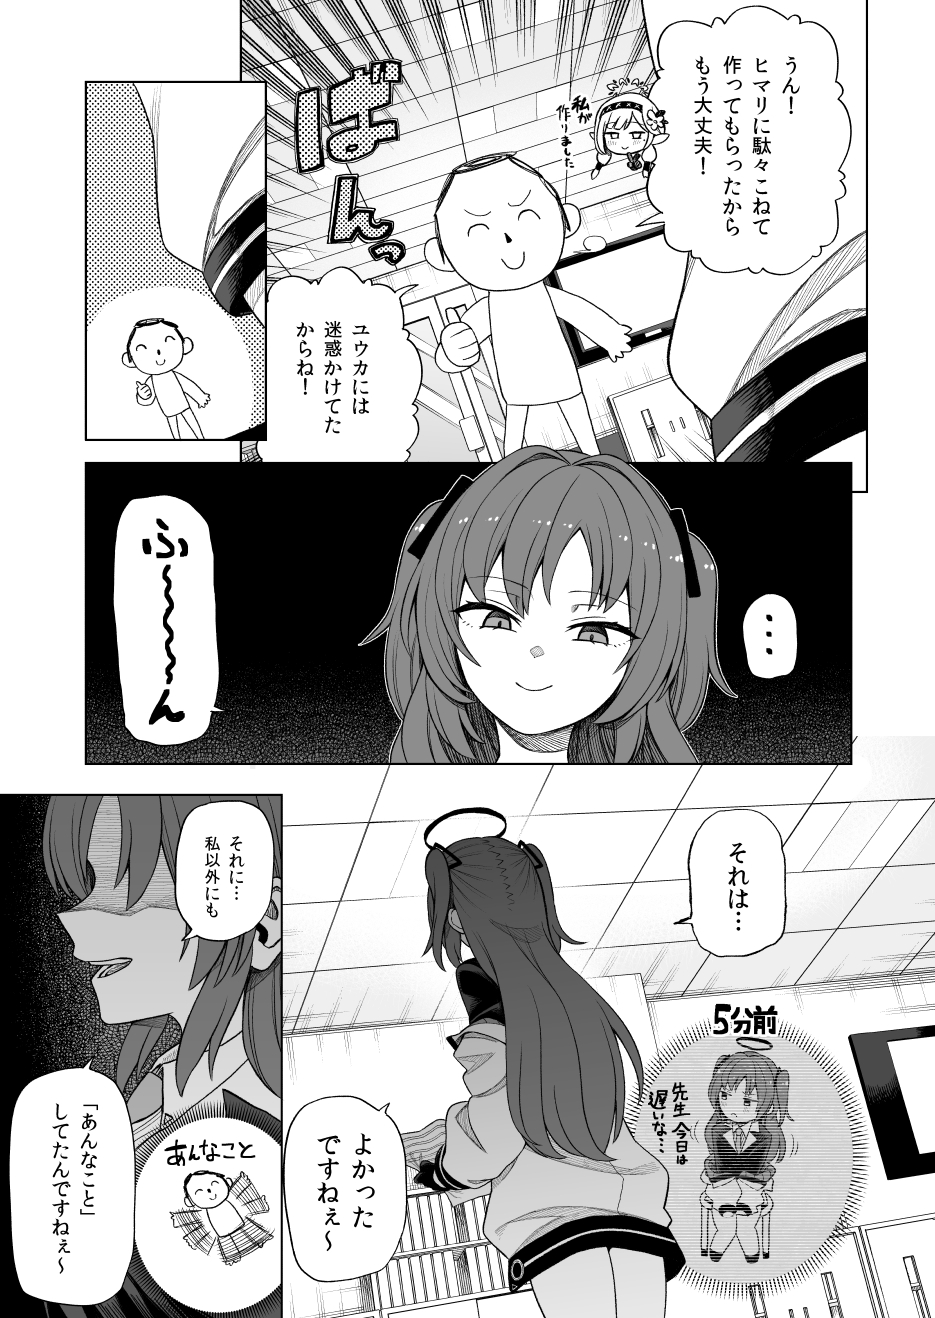 うん！
ヒマリに駄々こねて
作ってもらったから
もう大丈夫！
私が
作りました
ばんっ
ユウカには
迷惑かけてた
からね！
…
ふ～～～ん
それは…
5分前
先生今日は
遅いな…
よかった
ですねぇ～
それに…
私以外にも
あんなこと
「あんなこと」
してたんですねぇ～